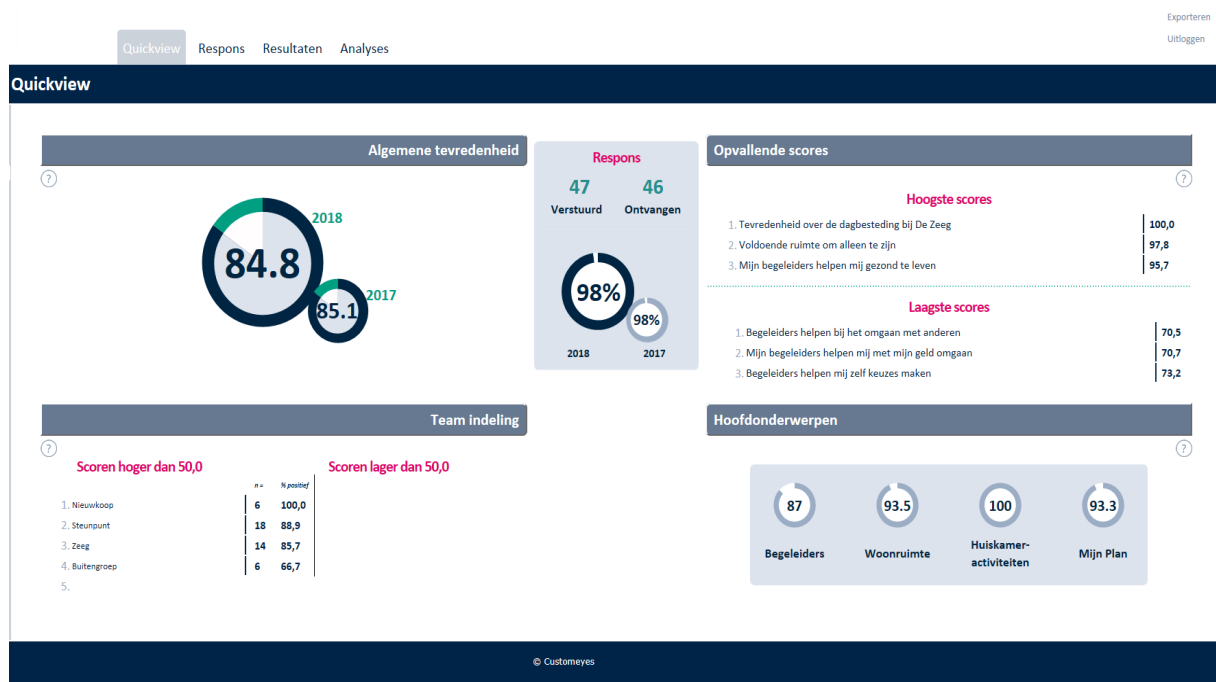 Exporteren
Uitloggen
Quickview Respons Resultaten Analyses
Quickview
Algemene tevredenheid
?
2018
84.8
2017
85.1
Respons
47 46
Verstuurd Ontvangen
98%
98%
2018 2017
Opvallende scores
?
Hoogste scores
1. Tevredenheid over de dagbesteding bij De Zeeg 100,0
2. Voldoende ruimte om alleen te zijn 97,8
3. Mijn begeleiders helpen mij gezond te leven 95,7
Laagste scores
1. Begeleiders helpen bij het omgaan met anderen 70,5
2. Mijn begeleiders helpen mij met mijn geld omgaan 70,7
3. Begeleiders helpen mij zelf keuzes maken 73,2
Team indeling
?
Scoren hoger dan 50,0 Scoren lager dan 50,0
n = % positief
1. Nieuwkoop 6 100,0
2. Steunpunt 18 88,9
3. Zeeg 14 85,7
4. Buitengroep 6 66,7
5.
Hoofdonderwerpen
?
87 93.5 100 93.3
Begeleiders Woonruimte Huiskamer- Mijn Plan
activiteiten
© Customeyes